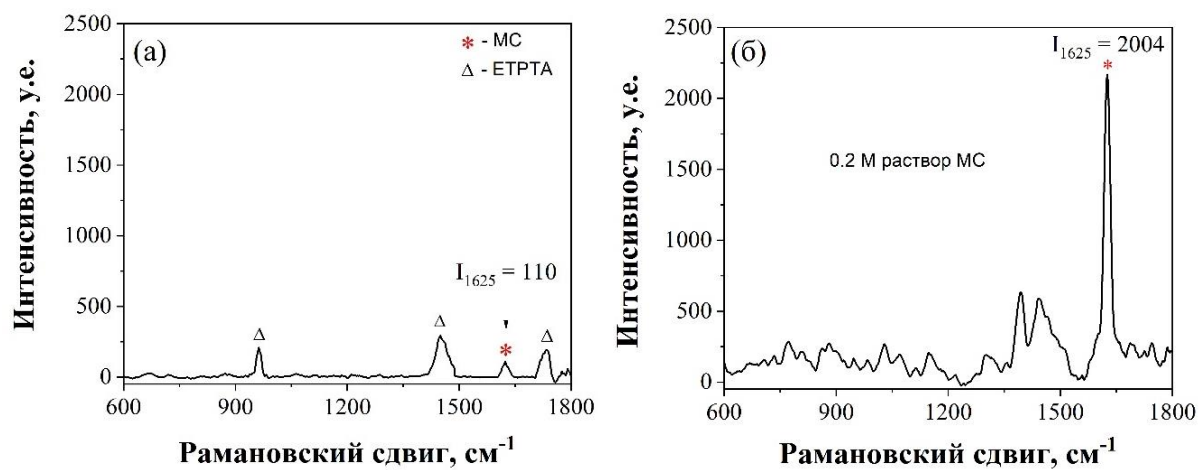 (а)
* - МС
Δ - ЕТРТА
I1625 = 110
Интенсивность, у.е.
2500
2000
1500
1000
500
0
600 900 1200 1500 1800
Рамановский сдвиг, см-1
(б)
I1625 = 2004
*
0.2 М раствор МС
Интенсивность, у.е.
2500
2000
1500
1000
500
0
600 900 1200 1500 1800
Рамановский сдвиг, см-1